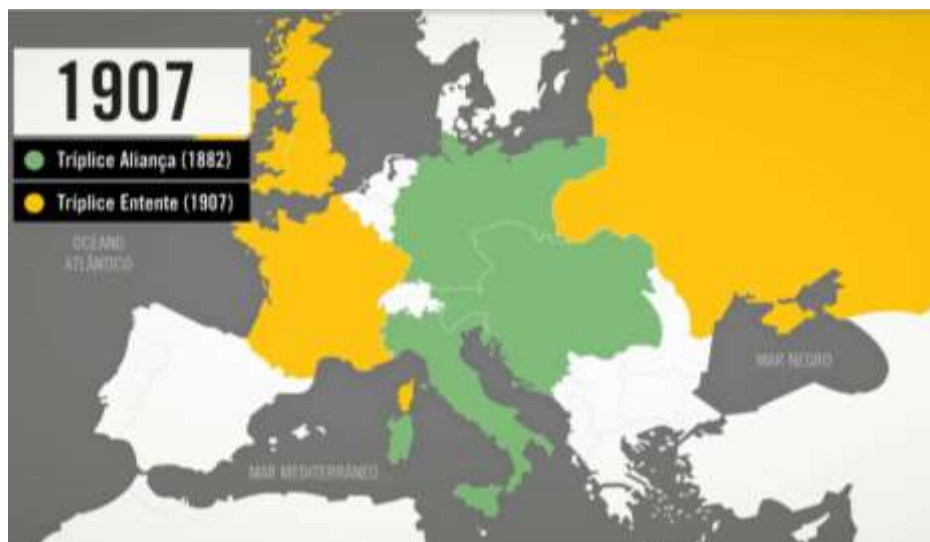 1907
Tríplice Aliança (1882)
Tríplice Entente (1907)
OCEANO
ATLÂNTICO
MAR NEGRO
MAR MEDITERRÂNEO